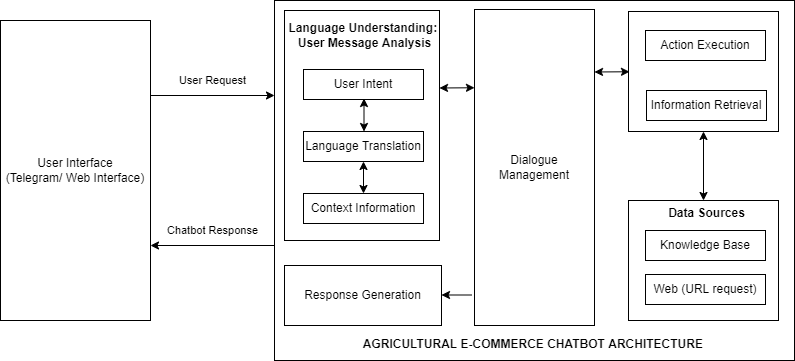 User Interface
(Telegram/ Web Interface)
User Request
Chatbot Response
Language Understanding:
User Message Analysis
User Intent
Language Translation
Context Information
Response Generation
Dialogue
Management
Action Execution
Information Retrieval
Data Sources
Knowledge Base
Web (URL request)
AGRICULTURAL E-COMMERCE CHATBOT ARCHITECTURE